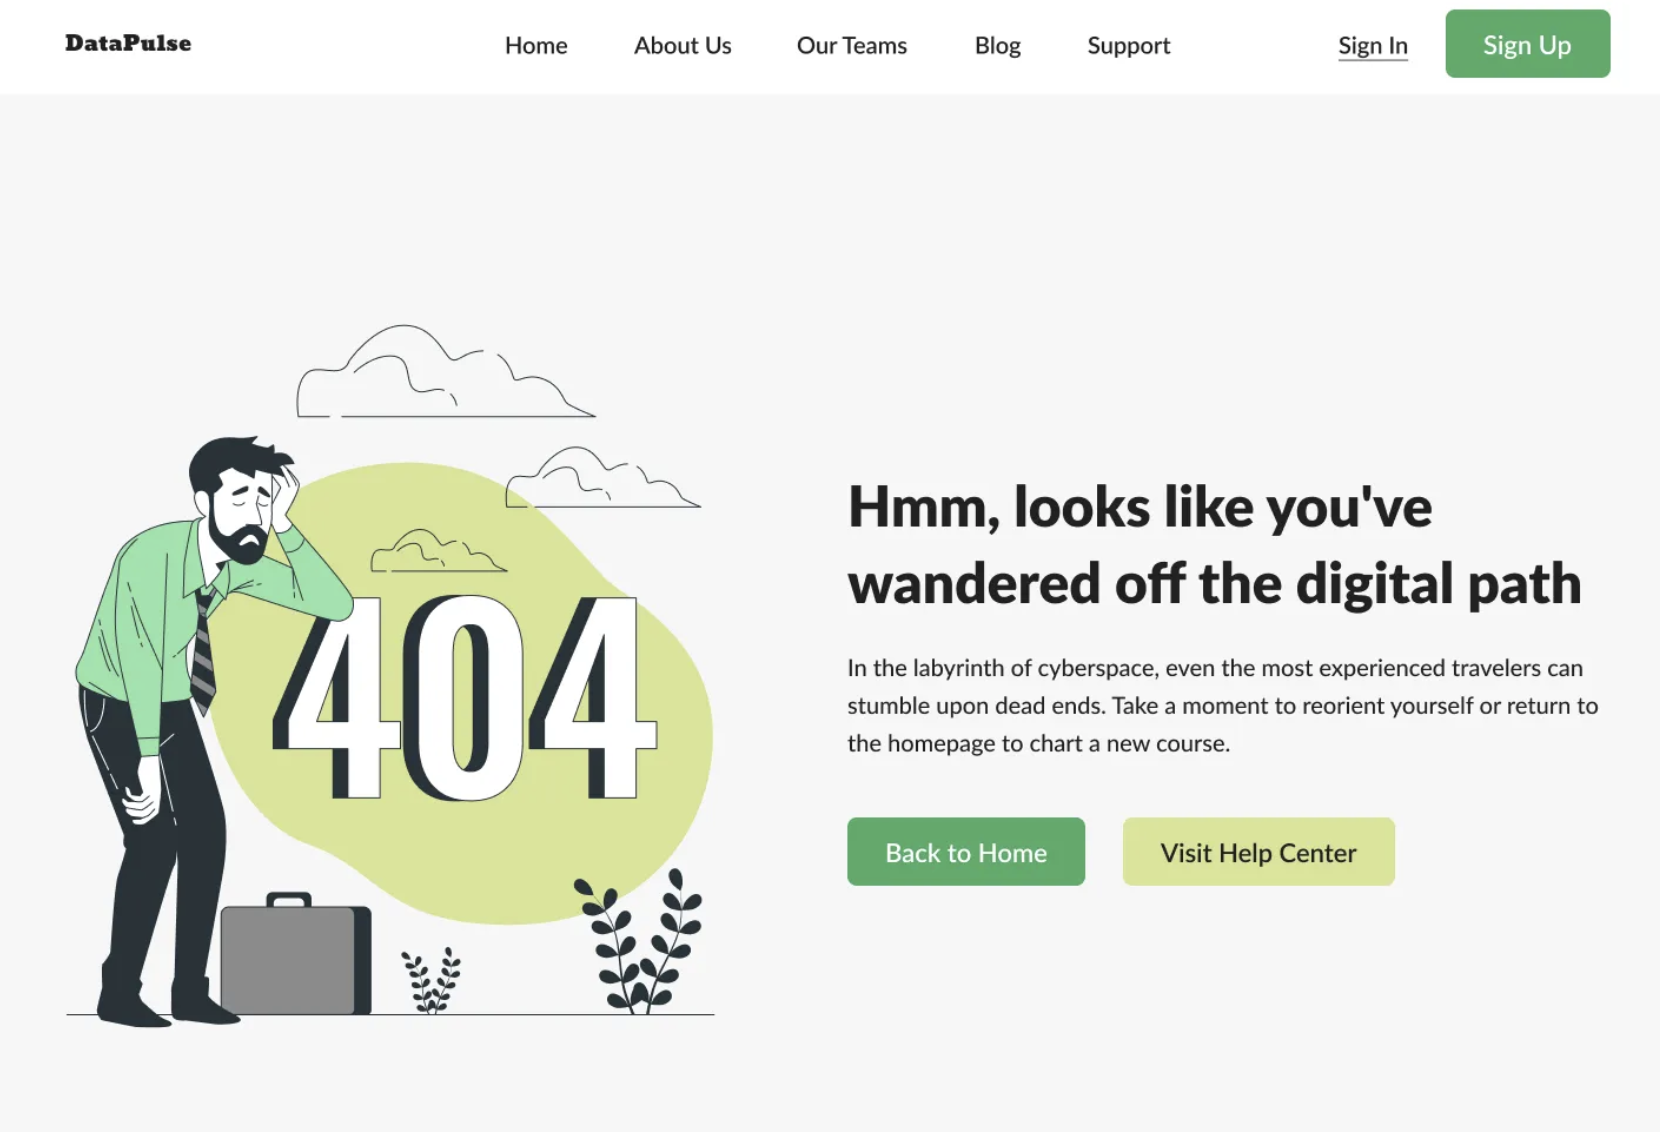 DataPulse
Home
About Us
Our Teams
Blog
Support
Sign In
Sign Up
404
Hmm, looks like you've
wandered off the digital path
In the labyrinth of cyberspace, even the most experienced travelers can
stumble upon dead ends. Take a moment to reorient yourself or return to
the homepage to chart a new course.
Back to Home
Visit Help Center